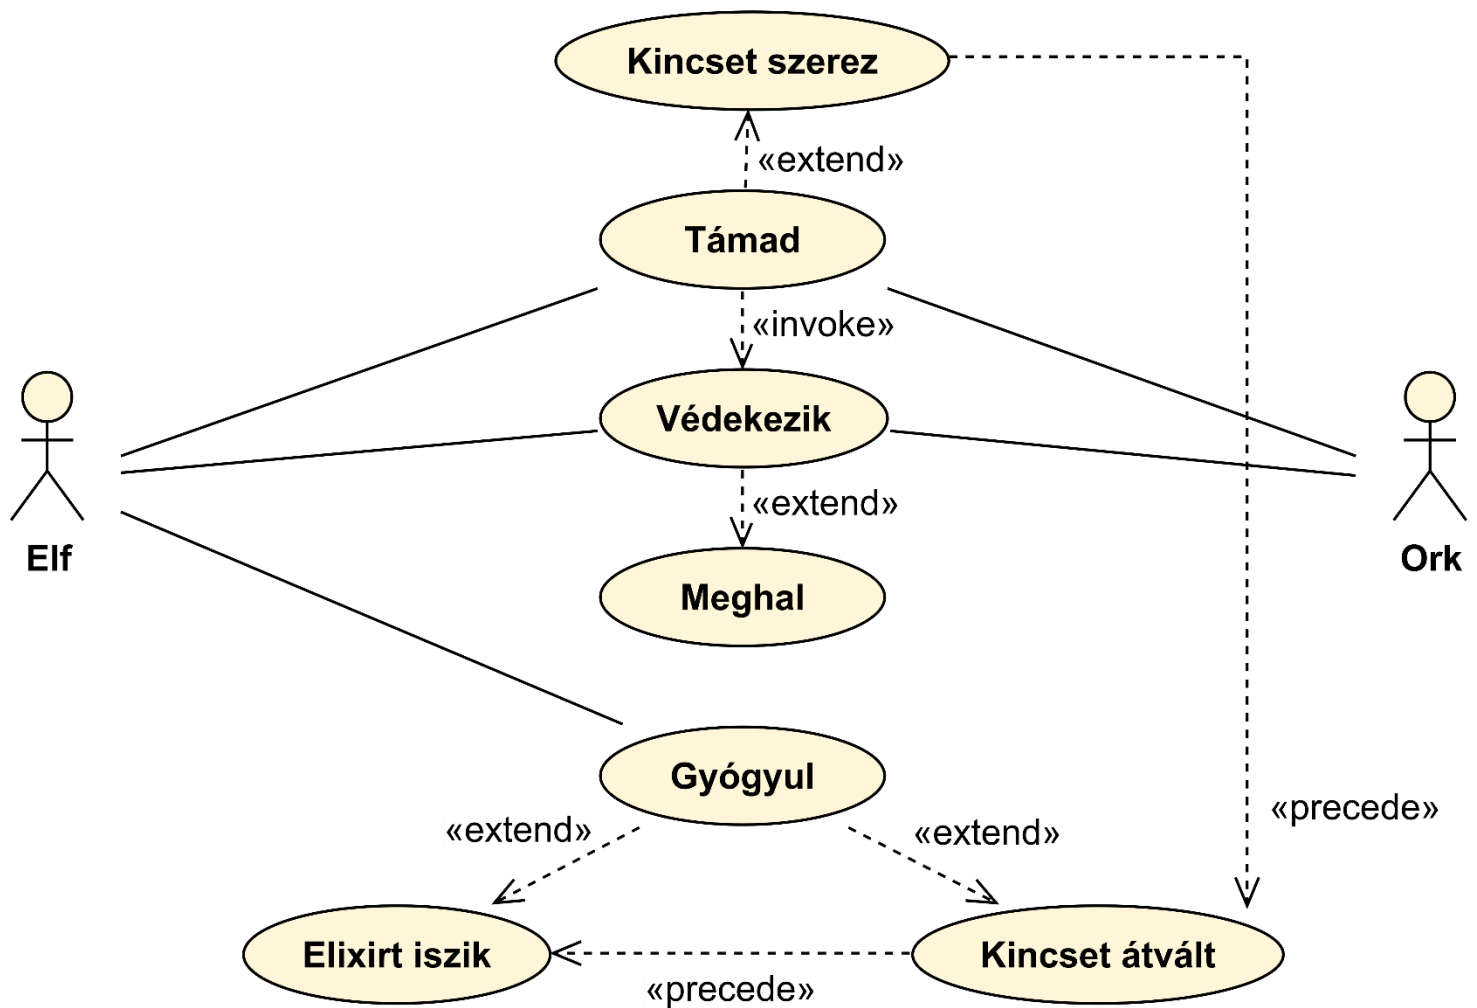 Kincset szerez
«extend»
Támad
«invoke»
Védekezik
«extend»
Elf
Ork
Meghal
Gyógyul
«extend»
«extend»
«precede»
Elixirt iszik
Kincset átvált
«precede»